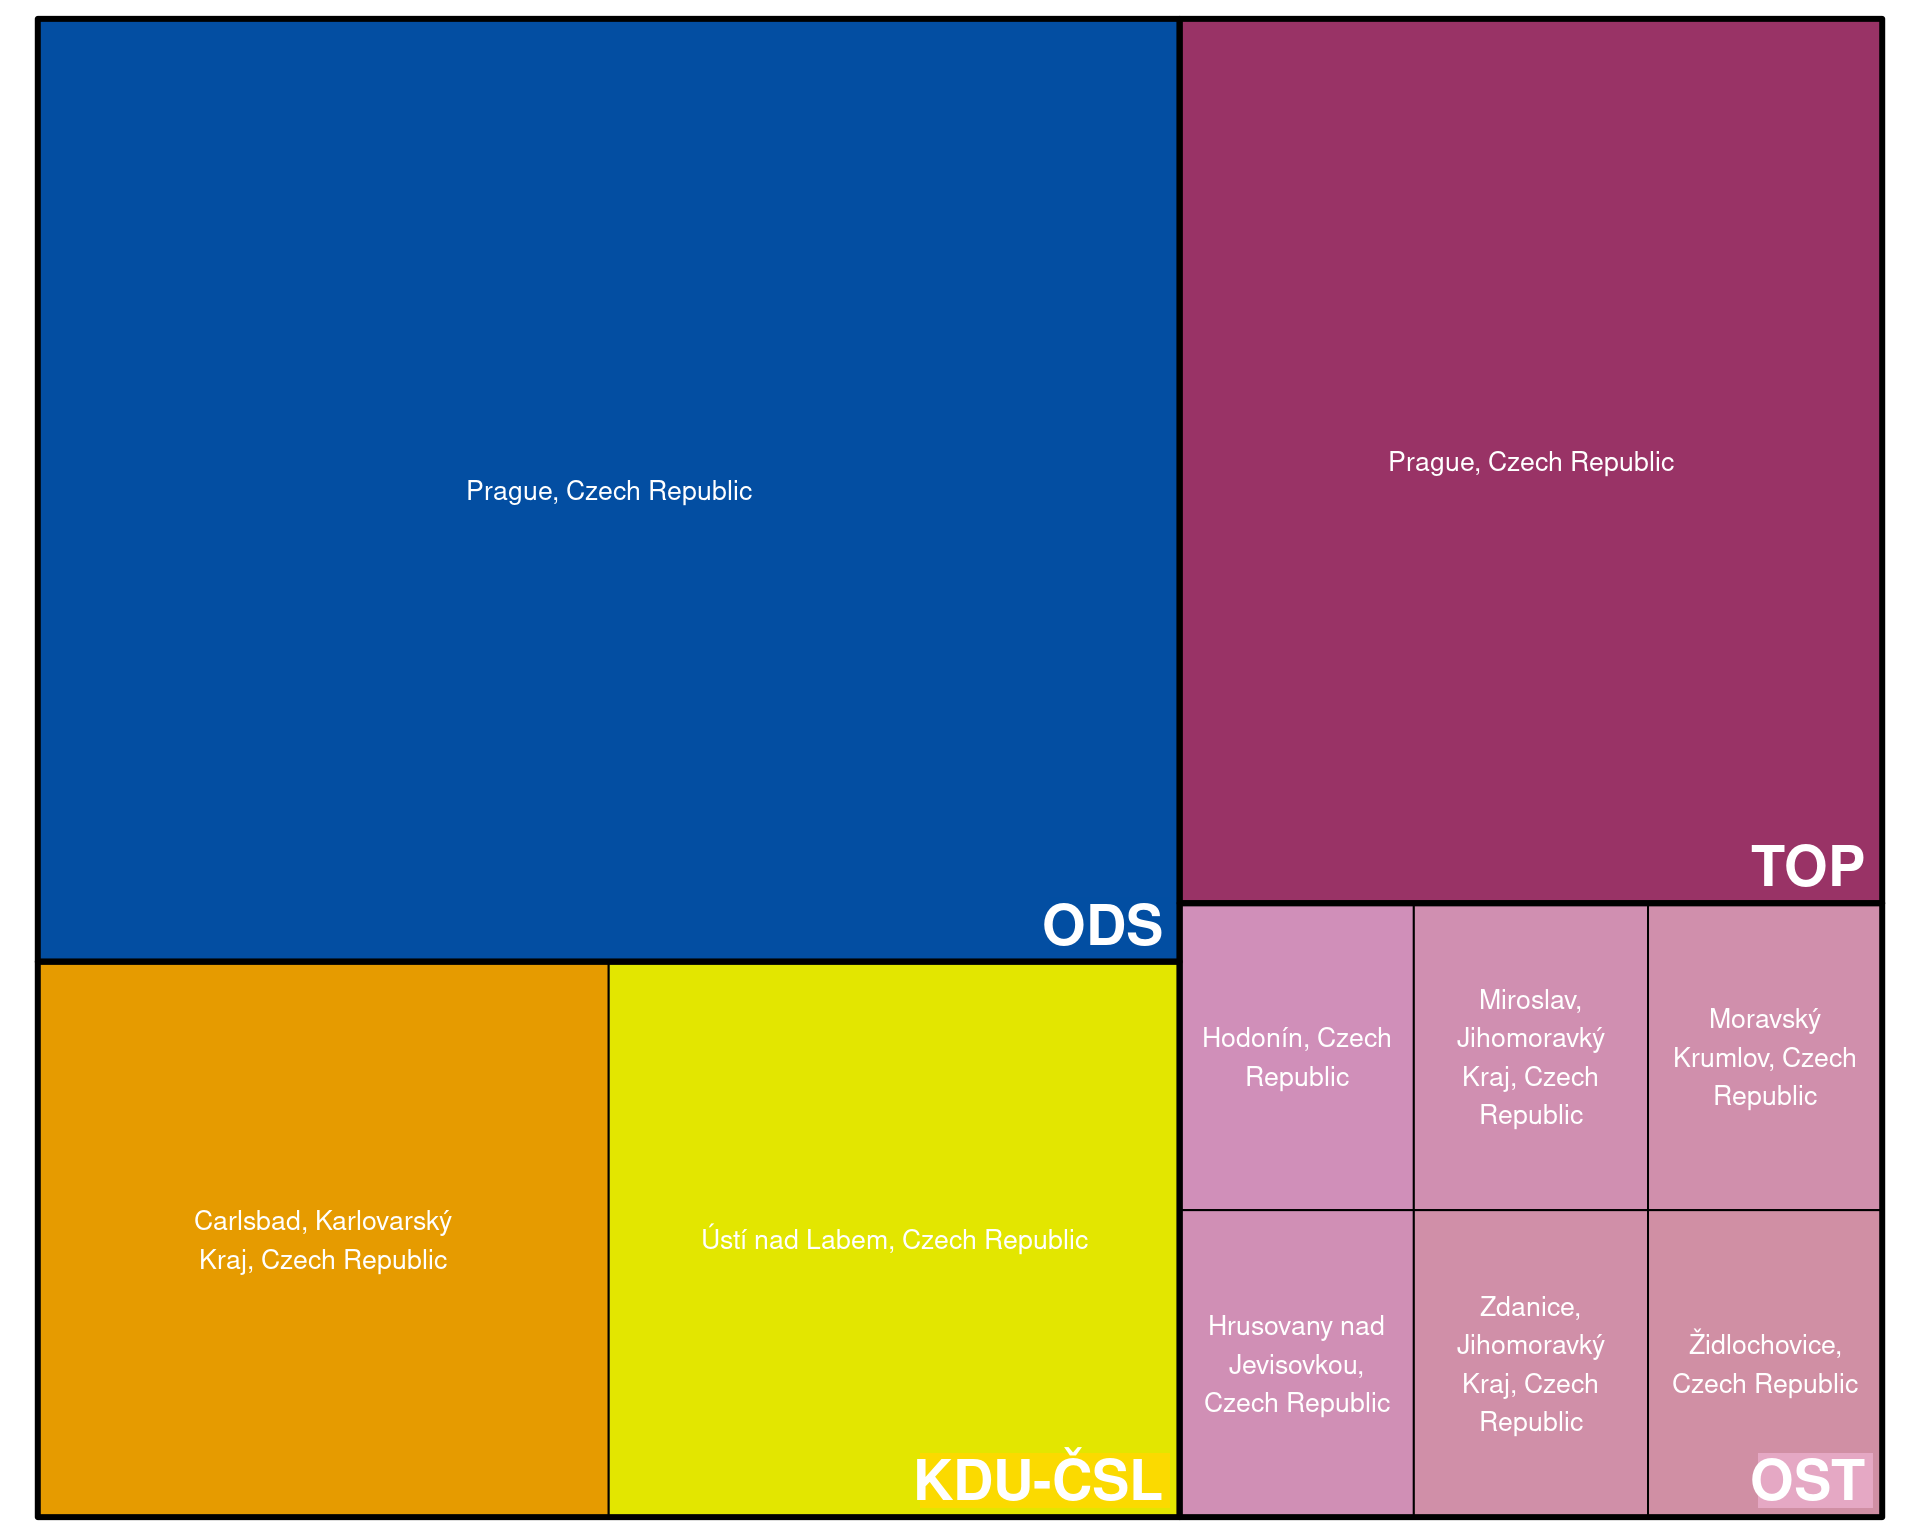 Prague, Czech Republic
ODS
Prague, Czech Republic
TOP
Carlsbad, Karlovarský
Kraj, Czech Republic
Ústí nad Labem, Czech Republic
KDU-ČSL
Hodonín, Czech
Republic
Miroslav,
Jihomoravký
Kraj, Czech
Republic
Moravský
Krumlov, Czech
Republic
Hrusovany nad
Jevisovkou,
Czech Republic
Zdanice,
Jihomoravký
Kraj, Czech
Republic
Židlochovice,
Czech Republic
OST